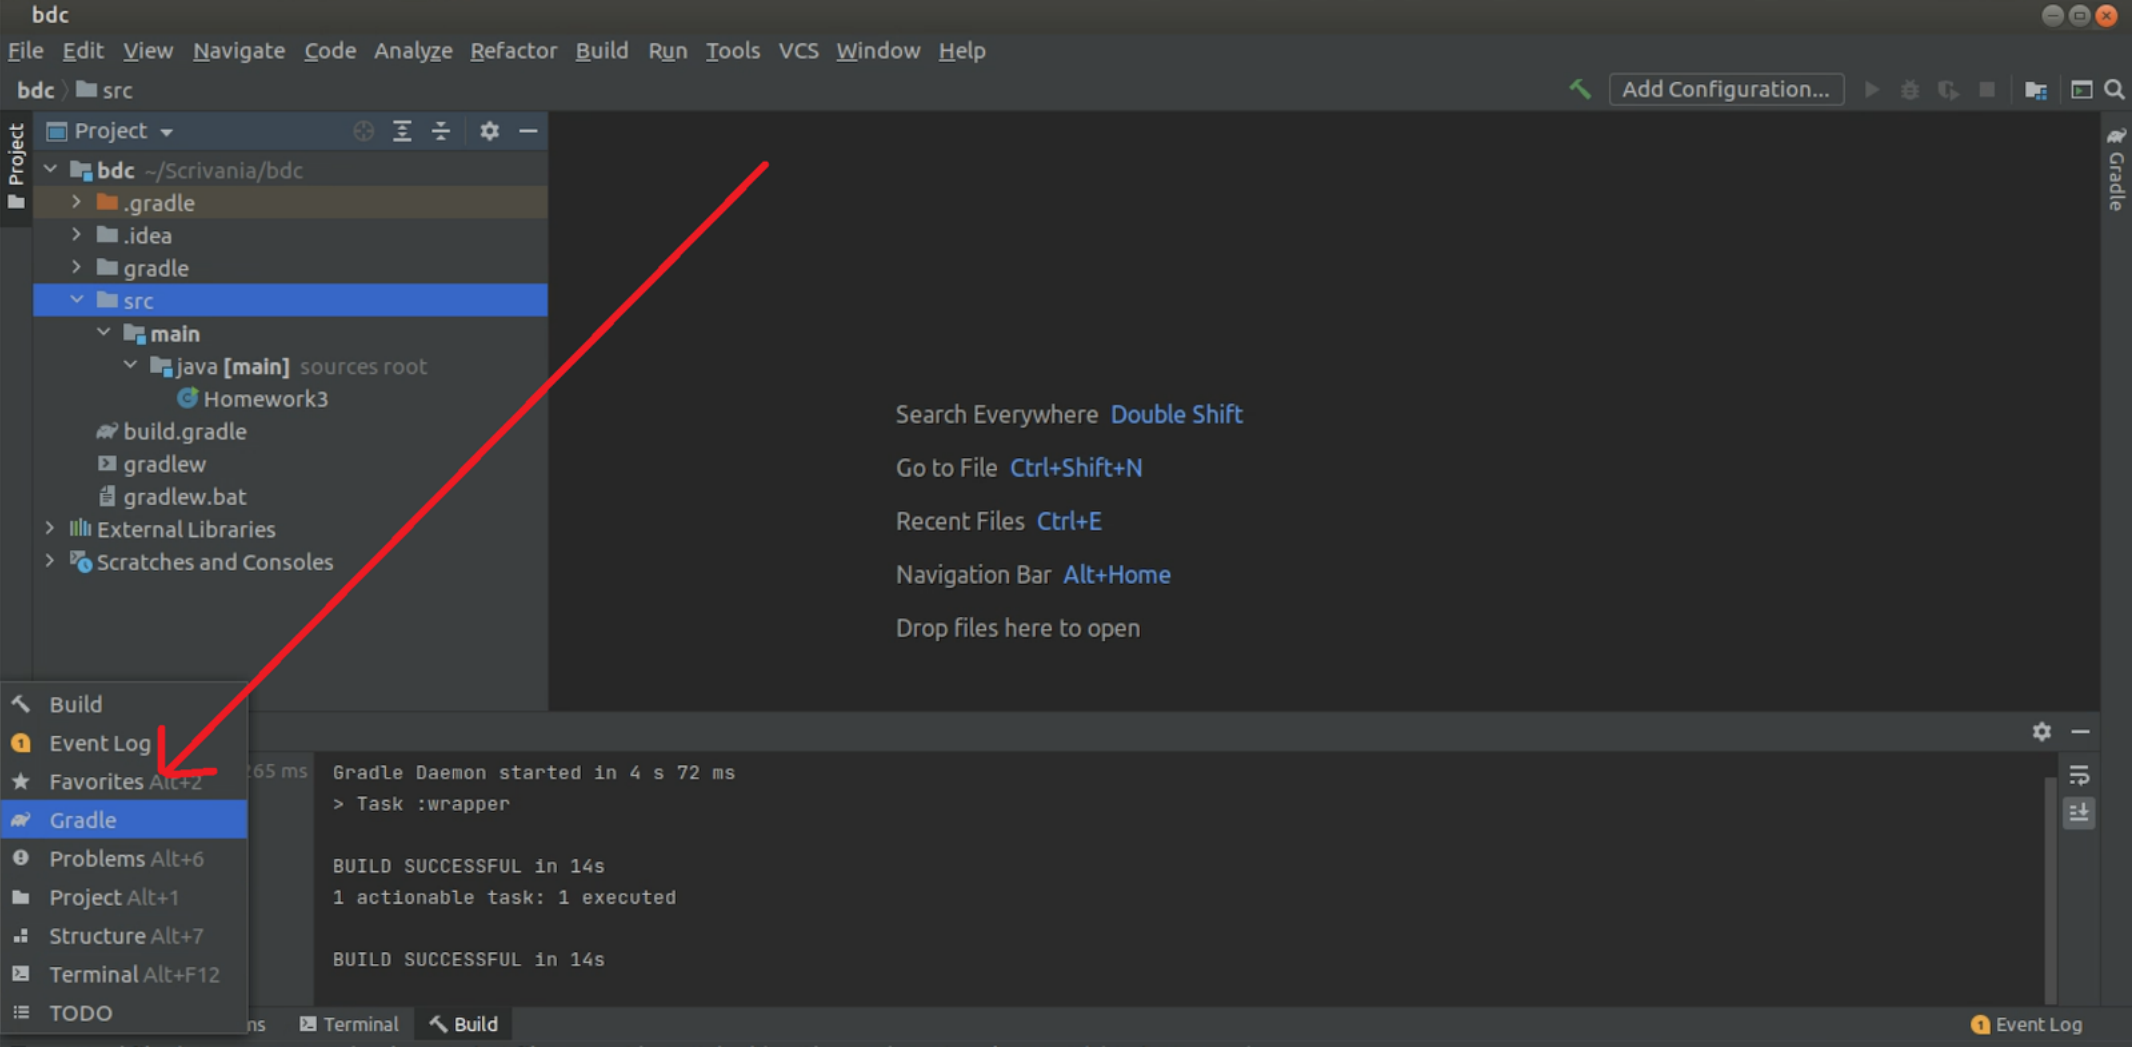 bdc
File Edit View Navigate Code Analyze Refactor Build Run Tools VCS Window Help
bdc src
Add Configuration...
Project
Project
Gradle
bdc ~/Scrivania/bdc
.gradle
.idea
gradle
src
main
java [main] sources root
Homework3
build.gradle
gradlew
gradlew.bat
External Libraries
Scratches and Consoles
Search Everywhere Double Shift
Go to File Ctrl+Shift+N
Recent Files Ctrl+E
Navigation Bar Alt+Home
Drop files here to open
Build
Event Log
Favorites Alt+2
Gradle
Problems Alt+6
Project Alt+1
Structure Alt+7
Terminal Alt+F12
TODO
265 ms
Gradle Daemon started in 4 s 72 ms
> Task :wrapper
BUILD SUCCESSFUL in 14s
1 actionable task: 1 executed
BUILD SUCCESSFUL in 14s
Terminal
Build
1 Event Log